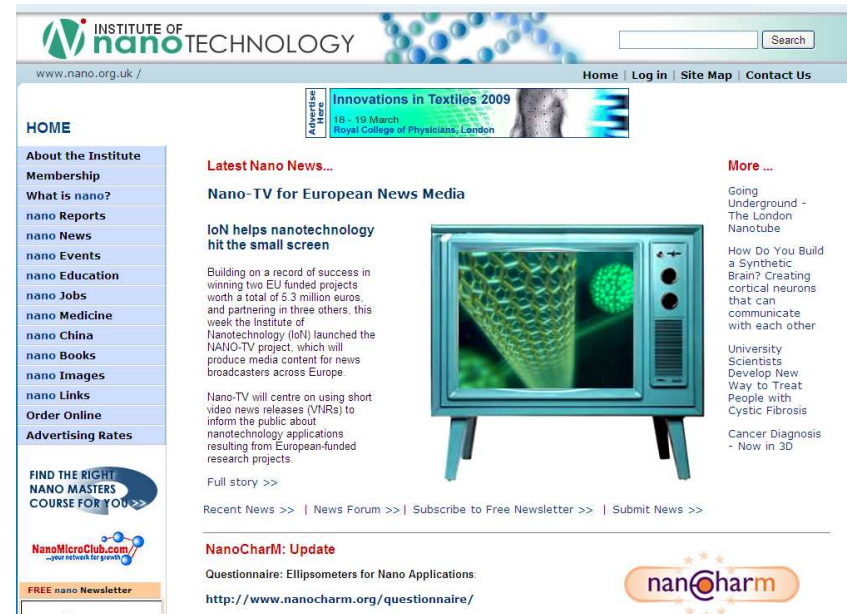 INSTITUTE OF
nanoTECHNOLOGY
Search
www.nano.org.uk /
Home | Log in | Site Map | Contact Us
Advertise Here
Innovations in Textiles 2009
18 - 19 March
Royal College of Physicians, London
HOME
About the Institute
Membership
What is nano?
nano Reports
nano News
nano Events
nano Education
nano Jobs
nano Medicine
nano China
nano Books
nano Images
nano Links
Order Online
Advertising Rates
FIND THE RIGHT
NANO MASTERS
COURSE FOR YOU>>
NanoMicroClub.com
...your network for growth
FREE nano Newsletter
Latest Nano News...
Nano-TV for European News Media
IoN helps nanotechnology
hit the small screen
Building on a record of success in
winning two EU funded projects
worth a total of 5.3 million euros,
and partnering in three others, this
week the Institute of
Nanotechnology (IoN) launched the
NANO-TV project, which will
produce media content for news
broadcasters across Europe.
Nano-TV will centre on using short
video news releases (VNRs) to
inform the public about
nanotechnology applications
resulting from European-funded
research projects.
Full story >>
Recent News >> | News Forum >> | Subscribe to Free Newsletter >> | Submit News >>
NanoCharM: Update
Questionnaire: Ellipsometers for Nano Applications:
http://www.nanocharm.org/questionnaire/
nanocharm
More ...
Going
Underground -
The London
Nanotube
How Do You Build
a Synthetic
Brain? Creating
cortical neurons
that can
communicate
with each other
University
Scientists
Develop New
Way to Treat
People with
Cystic Fibrosis
Cancer Diagnosis
- Now in 3D